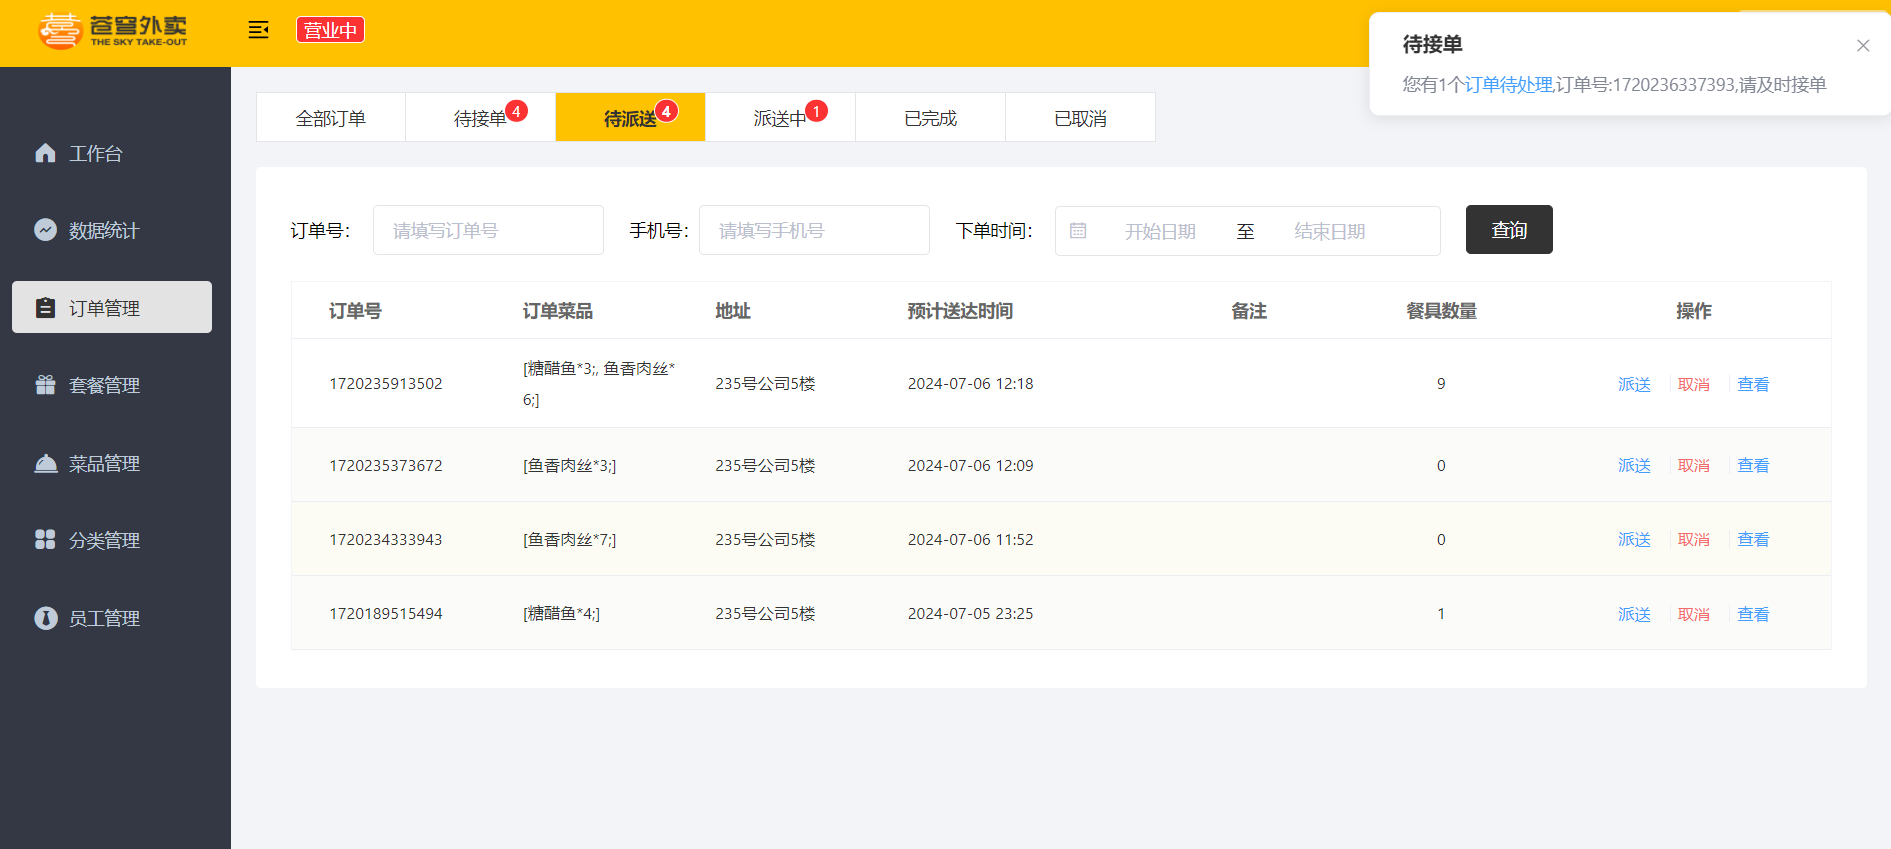 苍穹外卖
THE SKY TAKE-OUT
营业中
待接单
您有1个订单待处理,订单号:1720236337393,请及时接单
工作台
数据统计
订单管理
套餐管理
菜品管理
分类管理
员工管理
全部订单 待接单 4 待派送 4 派送中 1 已完成 已取消
订单号： 请填写订单号 手机号： 请填写手机号 下单时间： 开始日期 至 结束日期 查询
订单号 订单菜品 地址 预计送达时间 备注 餐具数量 操作
1720235913502 [糖醋鱼*3;, 鱼香肉丝*6;] 235号公司5楼 2024-07-06 12:18 9 派送 取消 查看
1720235373672 [鱼香肉丝*3;] 235号公司5楼 2024-07-06 12:09 0 派送 取消 查看
1720234333943 [鱼香肉丝*7;] 235号公司5楼 2024-07-06 11:52 0 派送 取消 查看
1720189515494 [糖醋鱼*4;] 235号公司5楼 2024-07-05 23:25 1 派送 取消 查看